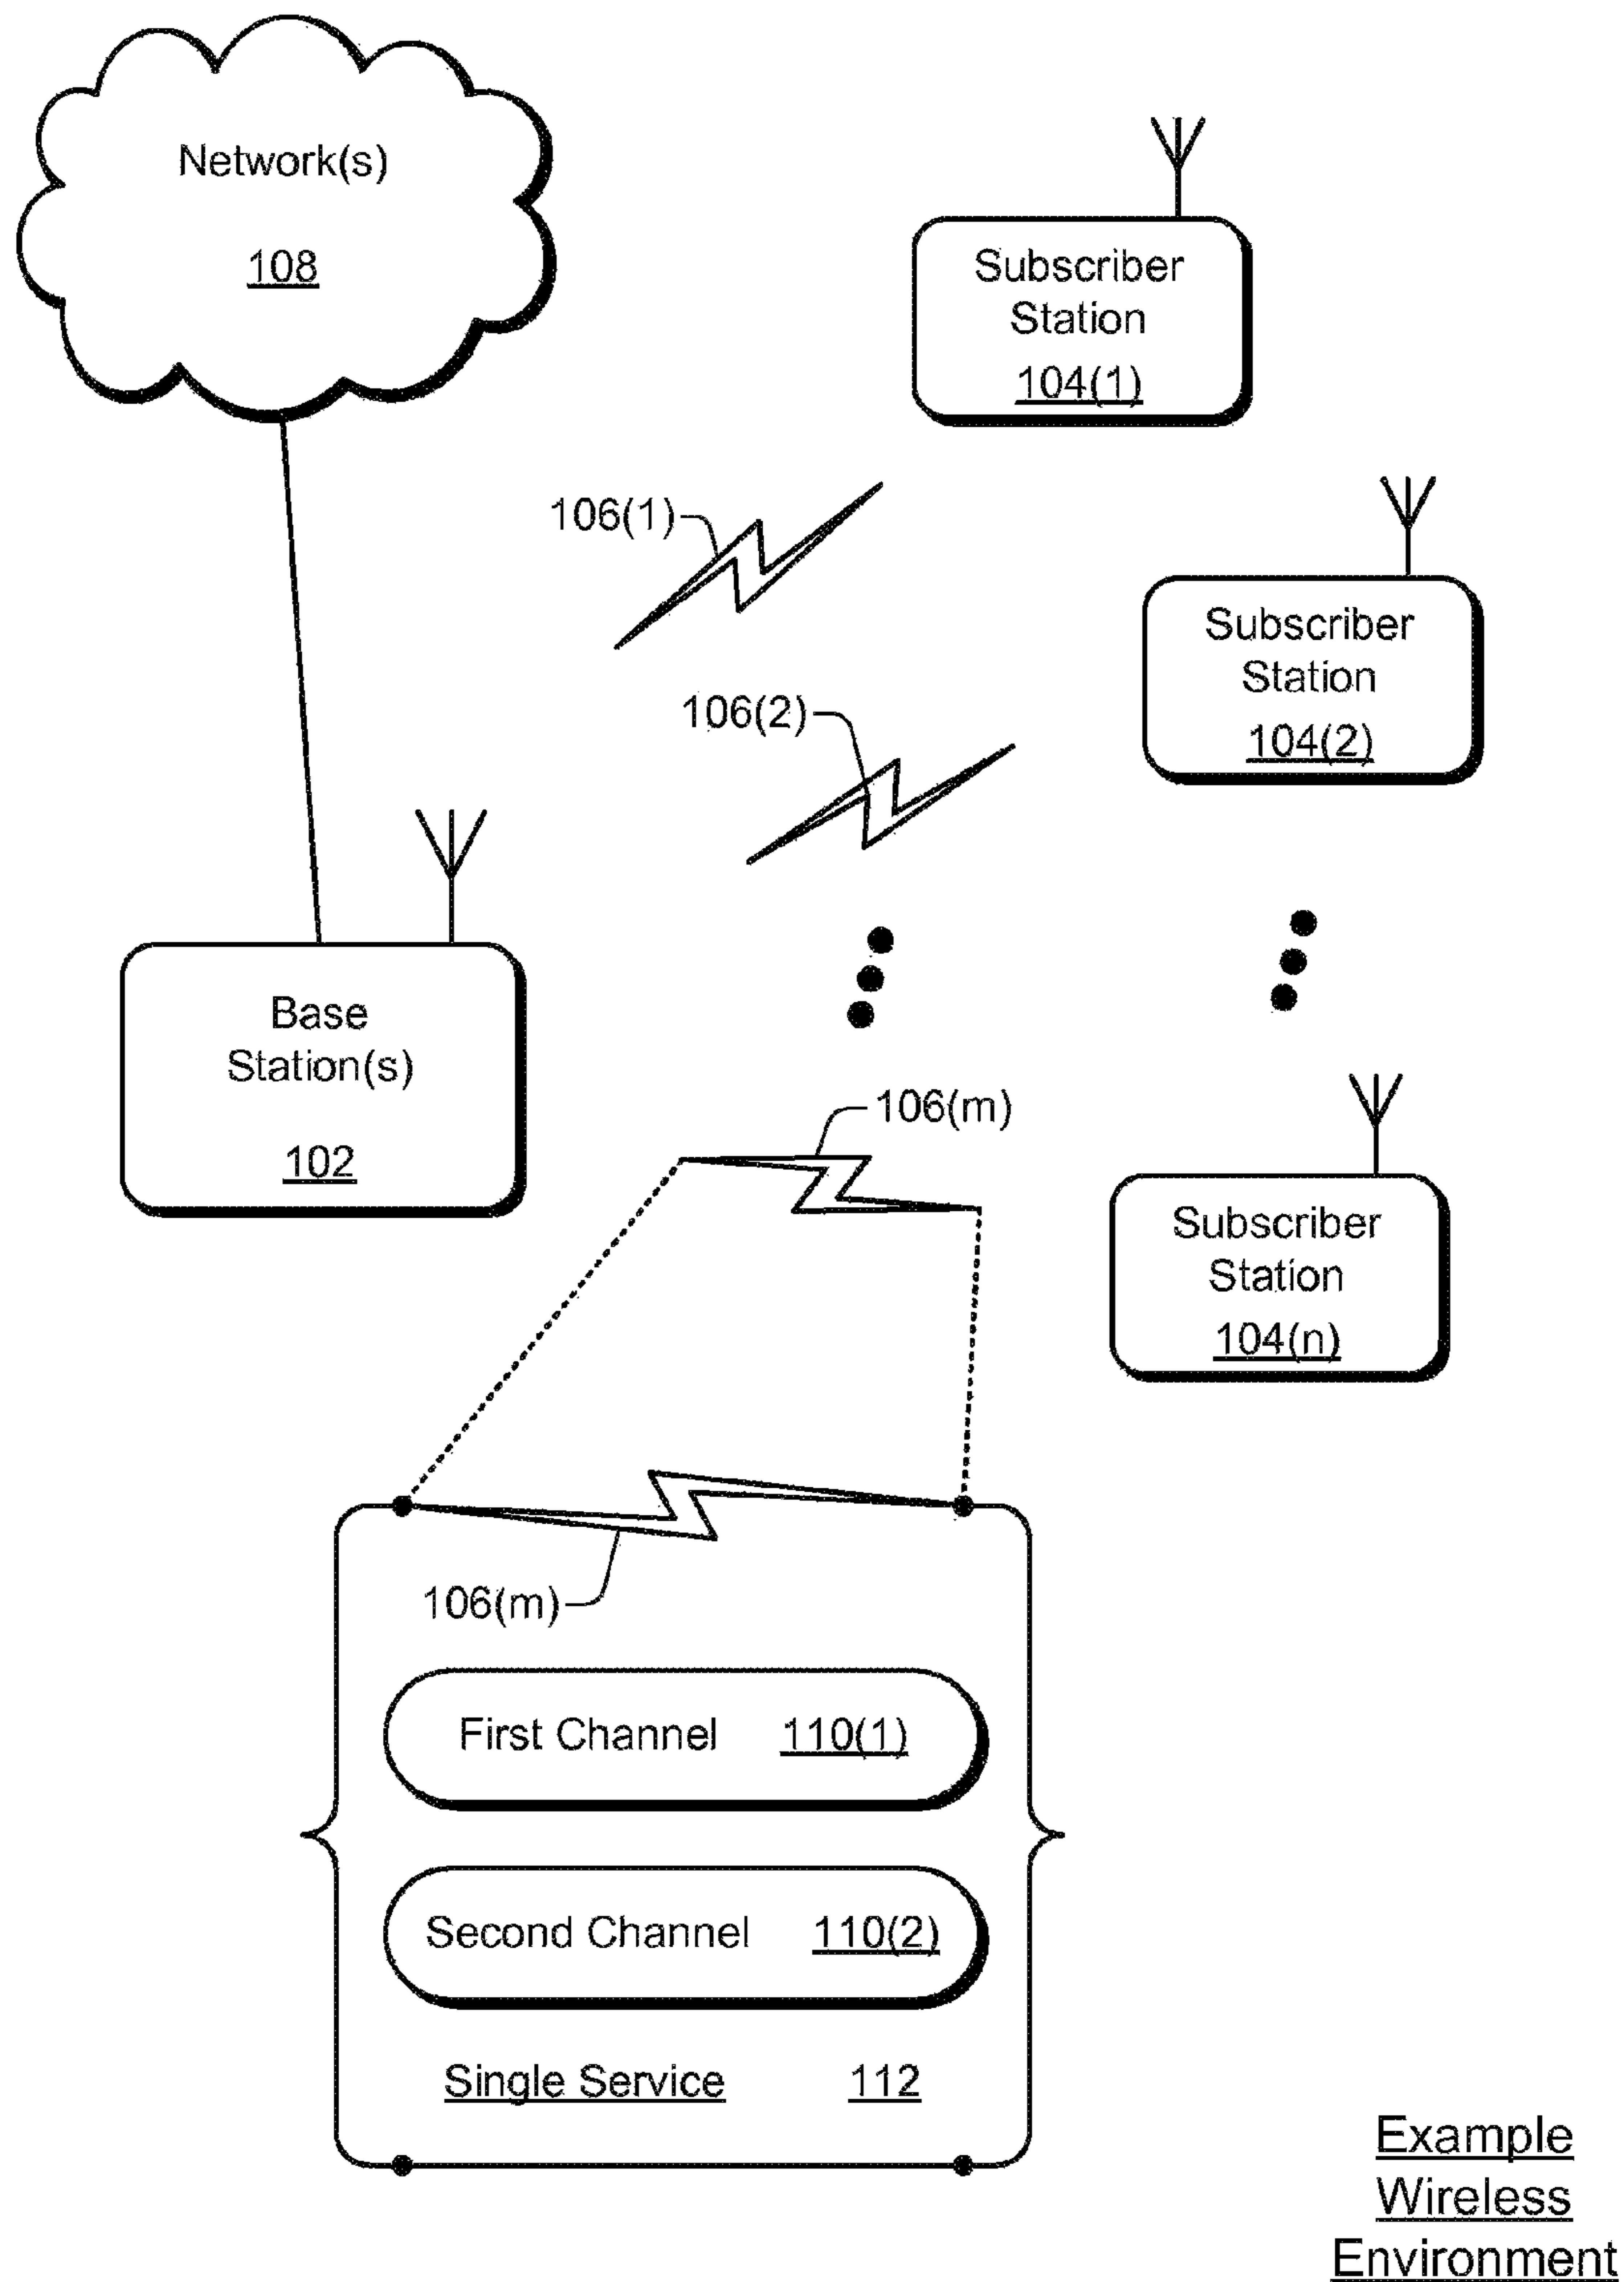 Network(s)
108
Subscriber
Station
104(1)
106(1)
Subscriber
Station
104(2)
106(2)
Base
Station(s)
102
106(m)
Subscriber
Station
104(n)
106(m)
First Channel 110(1)
Second Channel 110(2)
Single Service 112
Example
Wireless
Environment